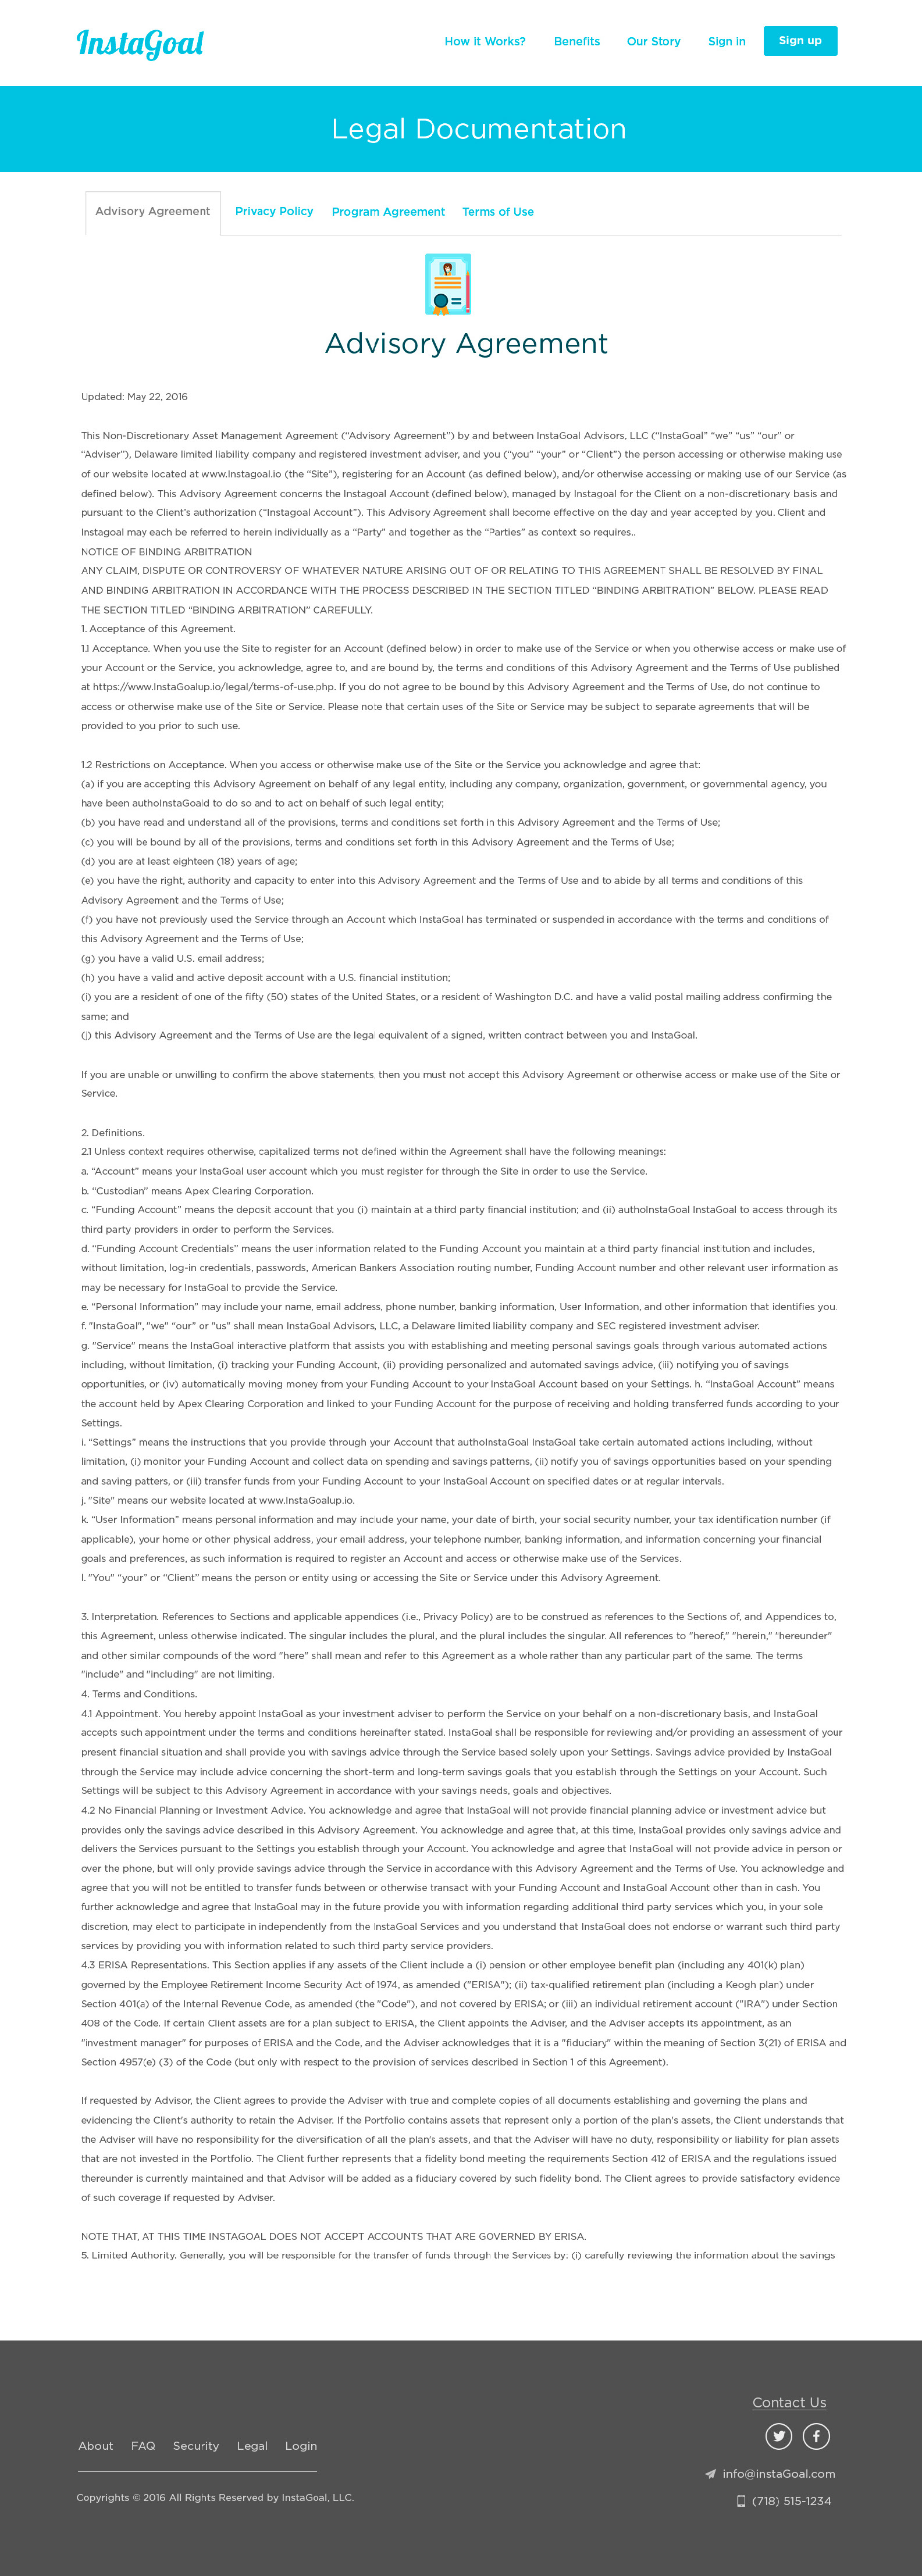 InstaGoal
How it Works? Benefits Our Story Sign in Sign up
Legal Documentation
Advisory Agreement Privacy Policy Program Agreement Terms of Use
Advisory Agreement
Updated: May 22, 2016
This Non-Discretionary Asset Management Agreement (“Advisory Agreement”) by and between InstaGoal Advisors, LLC (“InstaGoal” “we” “us” “our” or
“Adviser”), Delaware limited liability company and registered investment adviser, and you (“you” “your” or “Client”) the person accessing or otherwise making use
of our website located at www.Instagoal.io (the “Site”), registering for an Account (as defined below), and/or otherwise accessing or making use of our Service (as
defined below). This Advisory Agreement concerns the Instagoal Account (defined below), managed by Instagoal for the Client on a non-discretionary basis and
pursuant to the Client’s authorization (“Instagoal Account”). This Advisory Agreement shall become effective on the day and year accepted by you. Client and
Instagoal may each be referred to herein individually as a “Party” and together as the “Parties” as context so requires..
NOTICE OF BINDING ARBITRATION
ANY CLAIM, DISPUTE OR CONTROVERSY OF WHATEVER NATURE ARISING OUT OF OR RELATING TO THIS AGREEMENT SHALL BE RESOLVED BY FINAL
AND BINDING ARBITRATION IN ACCORDANCE WITH THE PROCESS DESCRIBED IN THE SECTION TITLED “BINDING ARBITRATION” BELOW. PLEASE READ
THE SECTION TITLED “BINDING ARBITRATION” CAREFULLY.
1. Acceptance of this Agreement.
1.1 Acceptance. When you use the Site to register for an Account (defined below) in order to make use of the Service or when you otherwise access or make use of
your Account or the Service, you acknowledge, agree to, and are bound by, the terms and conditions of this Advisory Agreement and the Terms of Use published
at https://www.InstaGoalup.io/legal/terms-of-use.php. If you do not agree to be bound by this Advisory Agreement and the Terms of Use, do not continue to
access or otherwise make use of the Site or Service. Please note that certain uses of the Site or Service may be subject to separate agreements that will be
provided to you prior to such use.
1.2 Restrictions on Acceptance. When you access or otherwise make use of the Site or the Service you acknowledge and agree that:
(a) if you are accepting this Advisory Agreement on behalf of any legal entity, including any company, organization, government, or governmental agency, you
have been authoInstaGoald to do so and to act on behalf of such legal entity;
(b) you have read and understand all of the provisions, terms and conditions set forth in this Advisory Agreement and the Terms of Use;
(c) you will be bound by all of the provisions, terms and conditions set forth in this Advisory Agreement and the Terms of Use;
(d) you are at least eighteen (18) years of age;
(e) you have the right, authority and capacity to enter into this Advisory Agreement and the Terms of Use and to abide by all terms and conditions of this
Advisory Agreement and the Terms of Use;
(f) you have not previously used the Service through an Account which InstaGoal has terminated or suspended in accordance with the terms and conditions of
this Advisory Agreement and the Terms of Use;
(g) you have a valid U.S. email address;
(h) you have a valid and active deposit account with a U.S. financial institution;
(i) you are a resident of one of the fifty (50) states of the United States, or a resident of Washington D.C. and have a valid postal mailing address confirming the
same; and
(j) this Advisory Agreement and the Terms of Use are the legal equivalent of a signed, written contract between you and InstaGoal.
If you are unable or unwilling to confirm the above statements, then you must not accept this Advisory Agreement or otherwise access or make use of the Site or
Service.
2. Definitions.
2.1 Unless context requires otherwise, capitalized terms not defined within the Agreement shall have the following meanings:
a. “Account” means your InstaGoal user account which you must register for through the Site in order to use the Service.
b. “Custodian” means Apex Clearing Corporation.
c. “Funding Account” means the deposit account that you (i) maintain at a third party financial institution; and (ii) authoInstaGoal InstaGoal to access through its
third party providers in order to perform the Services.
d. “Funding Account Credentials” means the user information related to the Funding Account you maintain at a third party financial institution and includes,
without limitation, log-in credentials, passwords, American Bankers Association routing number, Funding Account number and other relevant user information as
may be necessary for InstaGoal to provide the Service.
e. “Personal Information” may include your name, email address, phone number, banking information, User Information, and other information that identifies you.
f. "InstaGoal", "we" “our” or "us" shall mean InstaGoal Advisors, LLC, a Delaware limited liability company and SEC registered investment adviser.
g. "Service" means the InstaGoal interactive platform that assists you with establishing and meeting personal savings goals through various automated actions
including, without limitation, (i) tracking your Funding Account, (ii) providing personalized and automated savings advice, (iii) notifying you of savings
opportunities, or (iv) automatically moving money from your Funding Account to your InstaGoal Account based on your Settings. h. “InstaGoal Account” means
the account held by Apex Clearing Corporation and linked to your Funding Account for the purpose of receiving and holding transferred funds according to your
Settings.
i. “Settings” means the instructions that you provide through your Account that authoInstaGoal InstaGoal take certain automated actions including, without
limitation, (i) monitor your Funding Account and collect data on spending and savings patterns, (ii) notify you of savings opportunities based on your spending
and saving patters, or (iii) transfer funds from your Funding Account to your InstaGoal Account on specified dates or at regular intervals.
j. "Site" means our website located at www.InstaGoalup.io.
k. “User Information” means personal information and may include your name, your date of birth, your social security number, your tax identification number (if
applicable), your home or other physical address, your email address, your telephone number, banking information, and information concerning your financial
goals and preferences, as such information is required to register an Account and access or otherwise make use of the Services.
l. "You" “your” or “Client” means the person or entity using or accessing the Site or Service under this Advisory Agreement.
3. Interpretation. References to Sections and applicable appendices (i.e., Privacy Policy) are to be construed as references to the Sections of, and Appendices to,
this Agreement, unless otherwise indicated. The singular includes the plural, and the plural includes the singular. All references to "hereof," "herein," "hereunder"
and other similar compounds of the word "here" shall mean and refer to this Agreement as a whole rather than any particular part of the same. The terms
"include" and "including" are not limiting.
4. Terms and Conditions.
4.1 Appointment. You hereby appoint InstaGoal as your investment adviser to perform the Service on your behalf on a non-discretionary basis, and InstaGoal
accepts such appointment under the terms and conditions hereinafter stated. InstaGoal shall be responsible for reviewing and/or providing an assessment of your
present financial situation and shall provide you with savings advice through the Service based solely upon your Settings. Savings advice provided by InstaGoal
through the Service may include advice concerning the short-term and long-term savings goals that you establish through the Settings on your Account. Such
Settings will be subject to this Advisory Agreement in accordance with your savings needs, goals and objectives.
4.2 No Financial Planning or Investment Advice. You acknowledge and agree that InstaGoal will not provide financial planning advice or investment advice but
provides only the savings advice described in this Advisory Agreement. You acknowledge and agree that, at this time, InstaGoal provides only savings advice and
delivers the Services pursuant to the Settings you establish through your Account. You acknowledge and agree that InstaGoal will not provide advice in person or
over the phone, but will only provide savings advice through the Service in accordance with this Advisory Agreement and the Terms of Use. You acknowledge and
agree that you will not be entitled to transfer funds between or otherwise transact with your Funding Account and InstaGoal Account other than in cash. You
further acknowledge and agree that InstaGoal may in the future provide you with information regarding additional third party services which you, in your sole
discretion, may elect to participate in independently from the InstaGoal Services and you understand that InstaGoal does not endorse or warrant such third party
services by providing you with information related to such third party service providers.
4.3 ERISA Representations. This Section applies if any assets of the Client include a (i) pension or other employee benefit plan (including any 401(k) plan)
governed by the Employee Retirement Income Security Act of 1974, as amended ("ERISA"); (ii) tax-qualified retirement plan (including a Keogh plan) under
Section 401(a) of the Internal Revenue Code, as amended (the "Code"), and not covered by ERISA; or (iii) an individual retirement account ("IRA") under Section
408 of the Code. If certain Client assets are for a plan subject to ERISA, the Client appoints the Adviser, and the Adviser accepts its appointment, as an
"investment manager" for purposes of ERISA and the Code, and the Adviser acknowledges that it is a "fiduciary" within the meaning of Section 3(21) of ERISA and
Section 4957(e) (3) of the Code (but only with respect to the provision of services described in Section 1 of this Agreement).
If requested by Advisor, the Client agrees to provide the Adviser with true and complete copies of all documents establishing and governing the plans and
evidencing the Client's authority to retain the Adviser. If the Portfolio contains assets that represent only a portion of the plan's assets, the Client understands that
the Adviser will have no responsibility for the diversification of all the plan's assets, and that the Adviser will have no duty, responsibility or liability for plan assets
that are not invested in the Portfolio. The Client further represents that a fidelity bond meeting the requirements Section 412 of ERISA and the regulations issued
thereunder is currently maintained and that Advisor will be added as a fiduciary covered by such fidelity bond. The Client agrees to provide satisfactory evidence
of such coverage if requested by Adviser.
NOTE THAT, AT THIS TIME INSTAGOAL DOES NOT ACCEPT ACCOUNTS THAT ARE GOVERNED BY ERISA.
5. Limited Authority. Generally, you will be responsible for the transfer of funds through the Services by: (i) carefully reviewing the information about the savings
Contact Us
About FAQ Security Legal Login
info@instaGoal.com
Copyrights © 2016 All Rights Reserved by InstaGoal, LLC.
(718) 515-1234